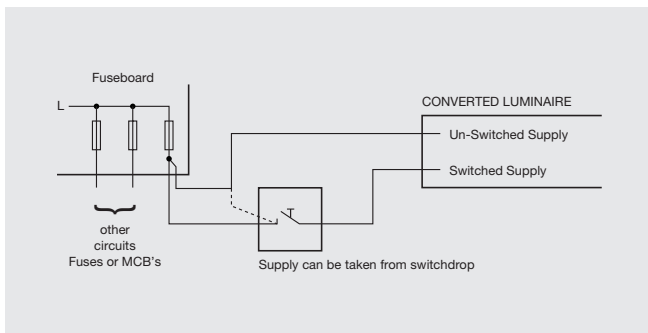 Fuseboard
L
CONVERTED LUMINAIRE
Un-Switched Supply
Switched Supply
other
circuits
Fuses or MCB's
Supply can be taken from switchdrop